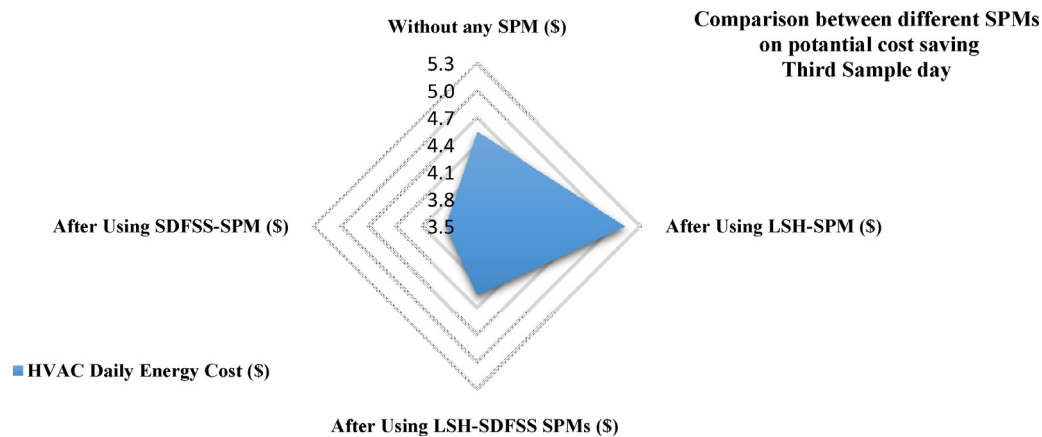 Comparison between different SPMs
on potantial cost saving
Third Sample day
Without any SPM ($)
5.3
5.0
4.7
4.4
4.1
3.8
3.5
After Using SDFSS-SPM ($)
After Using LSH-SPM ($)
HVAC Daily Energy Cost ($)
After Using LSH-SDFSS SPMs ($)